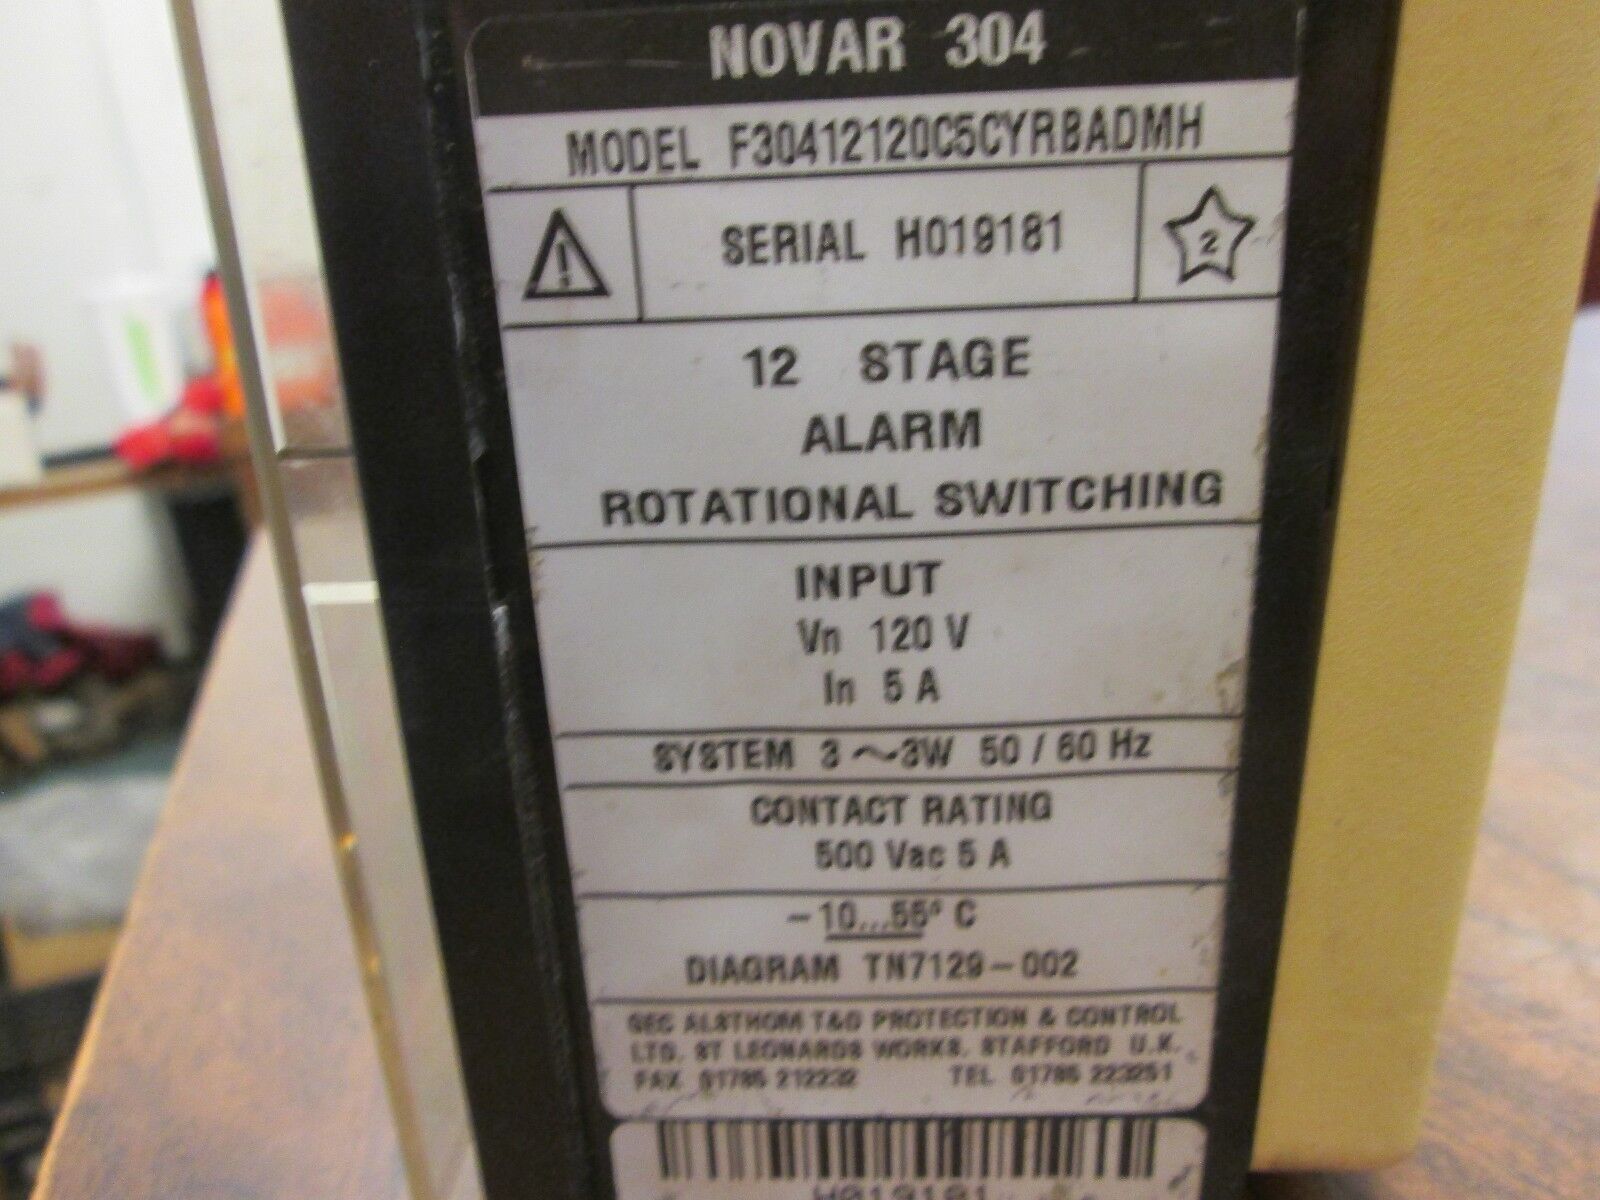 NOVAR 304
MODEL F30412120C5CYRBADMH
SERIAL H019181
2
12 STAGE
ALARM
ROTATIONAL SWITCHING
INPUT
Vn 120 V
In 5 A
SYSTEM 3~3W 50 / 60 Hz
CONTACT RATING
500 Vac 5 A
-10...55° C
DIAGRAM TN7129-002
GEC ALSTHOM T&D PROTECTION & CONTROL
LTD. ST LEONARDS WORKS, STAFFORD U.K.
FAX 01785 212232 TEL 01785 223251
H019181